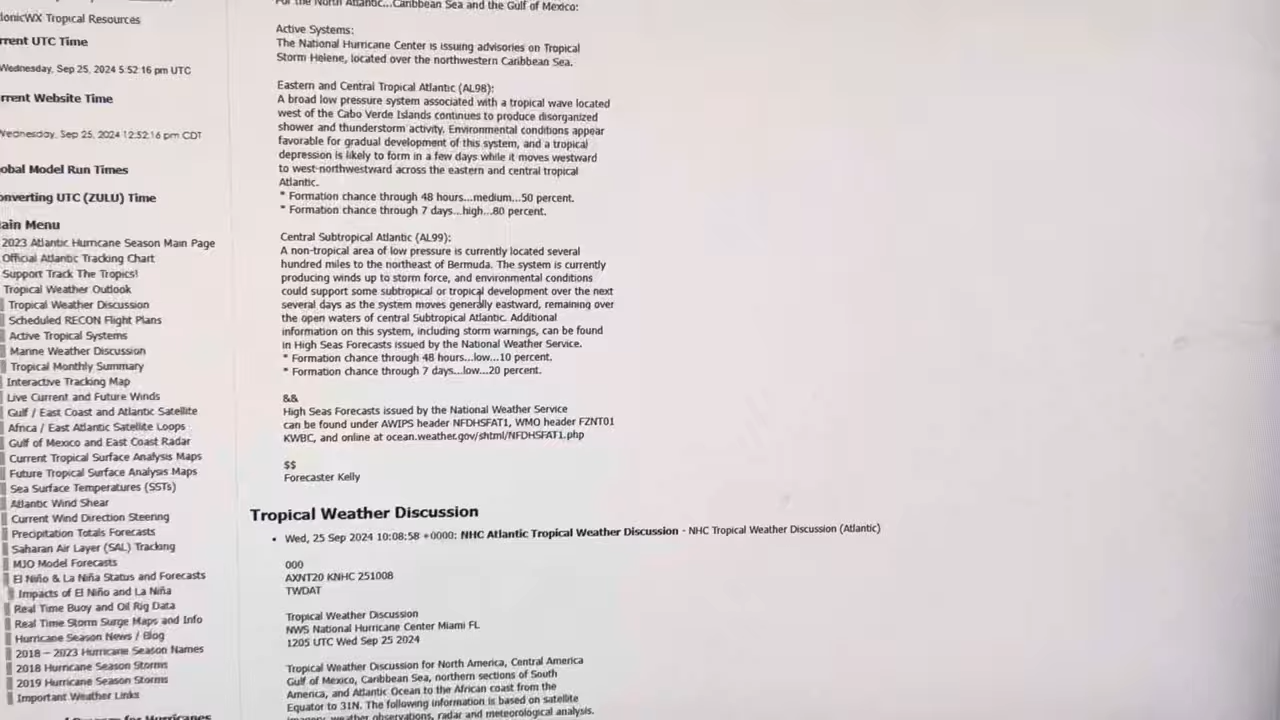 lonicWX Tropical Resources
rrent UTC Time
Wednesday, Sep 25, 2024 5:52:16 pm UTC
rrent Website Time
Wednesday, Sep 25, 2024 12:52:16 pm CDT
obal Model Run Times
onverting UTC (ZULU) Time
ain Menu
2023 Atlantic Hurricane Season Main Page
Official Atlantic Tracking Chart
Support Track The Tropics!
Tropical Weather Outlook
Tropical Weather Discussion
Scheduled RECON Flight Plans
Active Tropical Systems
Marine Weather Discussion
Tropical Monthly Summary
Interactive Tracking Map
Live Current and Future Winds
Gulf / East Coast and Atlantic Satellite
Africa / East Atlantic Satellite Loops
Gulf of Mexico and East Coast Radar
Current Tropical Surface Analysis Maps
Future Tropical Surface Analysis Maps
Sea Surface Temperatures (SSTs)
Atlantic Wind Shear
Current Wind Direction Steering
Precipitation Totals Forecasts
Saharan Air Layer (SAL) Tracking
MJO Model Forecasts
El Niño & La Niña Status and Forecasts
Impacts of El Niño and La Niña
Real Time Buoy and Oil Rig Data
Real Time Storm Surge Maps and Info
Hurricane Season News / Blog
2018 – 2023 Hurricane Season Names
2018 Hurricane Season Storms
2019 Hurricane Season Storms
Important Weather Links
for Hurricanes
For the North Atlantic...Caribbean Sea and the Gulf of Mexico:
Active Systems:
The National Hurricane Center is issuing advisories on Tropical
Storm Helene, located over the northwestern Caribbean Sea.
Eastern and Central Tropical Atlantic (AL98):
A broad low pressure system associated with a tropical wave located
west of the Cabo Verde Islands continues to produce disorganized
shower and thunderstorm activity. Environmental conditions appear
favorable for gradual development of this system, and a tropical
depression is likely to form in a few days while it moves westward
to west-northwestward across the eastern and central tropical
Atlantic.
* Formation chance through 48 hours...medium...50 percent.
* Formation chance through 7 days...high...80 percent.
Central Subtropical Atlantic (AL99):
A non-tropical area of low pressure is currently located several
hundred miles to the northeast of Bermuda. The system is currently
producing winds up to storm force, and environmental conditions
could support some subtropical or tropical development over the next
several days as the system moves generally eastward, remaining over
the open waters of central Subtropical Atlantic. Additional
information on this system, including storm warnings, can be found
in High Seas Forecasts issued by the National Weather Service.
* Formation chance through 48 hours...low...10 percent.
* Formation chance through 7 days...low...20 percent.
&&
High Seas Forecasts issued by the National Weather Service
can be found under AWIPS header NFDHSFAT1, WMO header FZNT01
KWBC, and online at ocean.weather.gov/shtml/NFDHSFAT1.php
$$
Forecaster Kelly
Tropical Weather Discussion
• Wed, 25 Sep 2024 10:08:58 +0000: NHC Atlantic Tropical Weather Discussion - NHC Tropical Weather Discussion (Atlantic)
000
AXNT20 KNHC 251008
TWDAT
Tropical Weather Discussion
NWS National Hurricane Center Miami FL
1205 UTC Wed Sep 25 2024
Tropical Weather Discussion for North America, Central America
Gulf of Mexico, Caribbean Sea, northern sections of South
America, and Atlantic Ocean to the African coast from the
Equator to 31N. The following information is based on satellite
imagery, weather observations, radar and meteorological analysis.